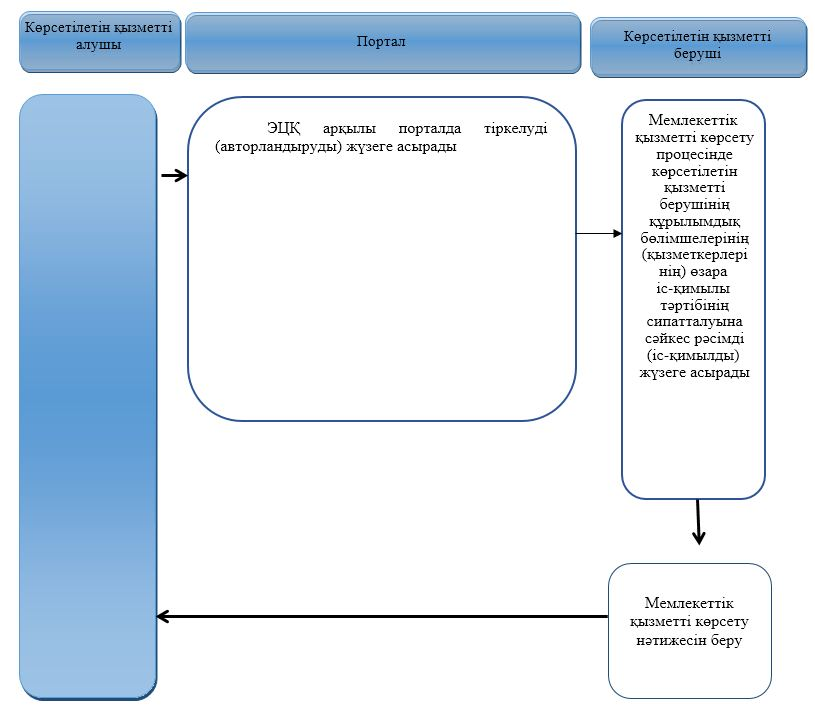 Көрсетілетін қызметті
алушы
Портал
Көрсетілетін қызметті
беруші
ЭЦҚ арқылы порталда тіркелуді
(авторландыруды) жүзеге асырады
Мемлекеттік
қызметті көрсету
процесінде
көрсетілетін
қызметті
берушінің
құрылымдық
бөлімшелерінің
(қызметкерлері
нің) өзара
іс-қимылы
тәртібінің
сипатталуына
сәйкес рәсімді
(іс-қимылды)
жүзеге асырады
Мемлекеттік
қызметті көрсету
нәтижесін беру